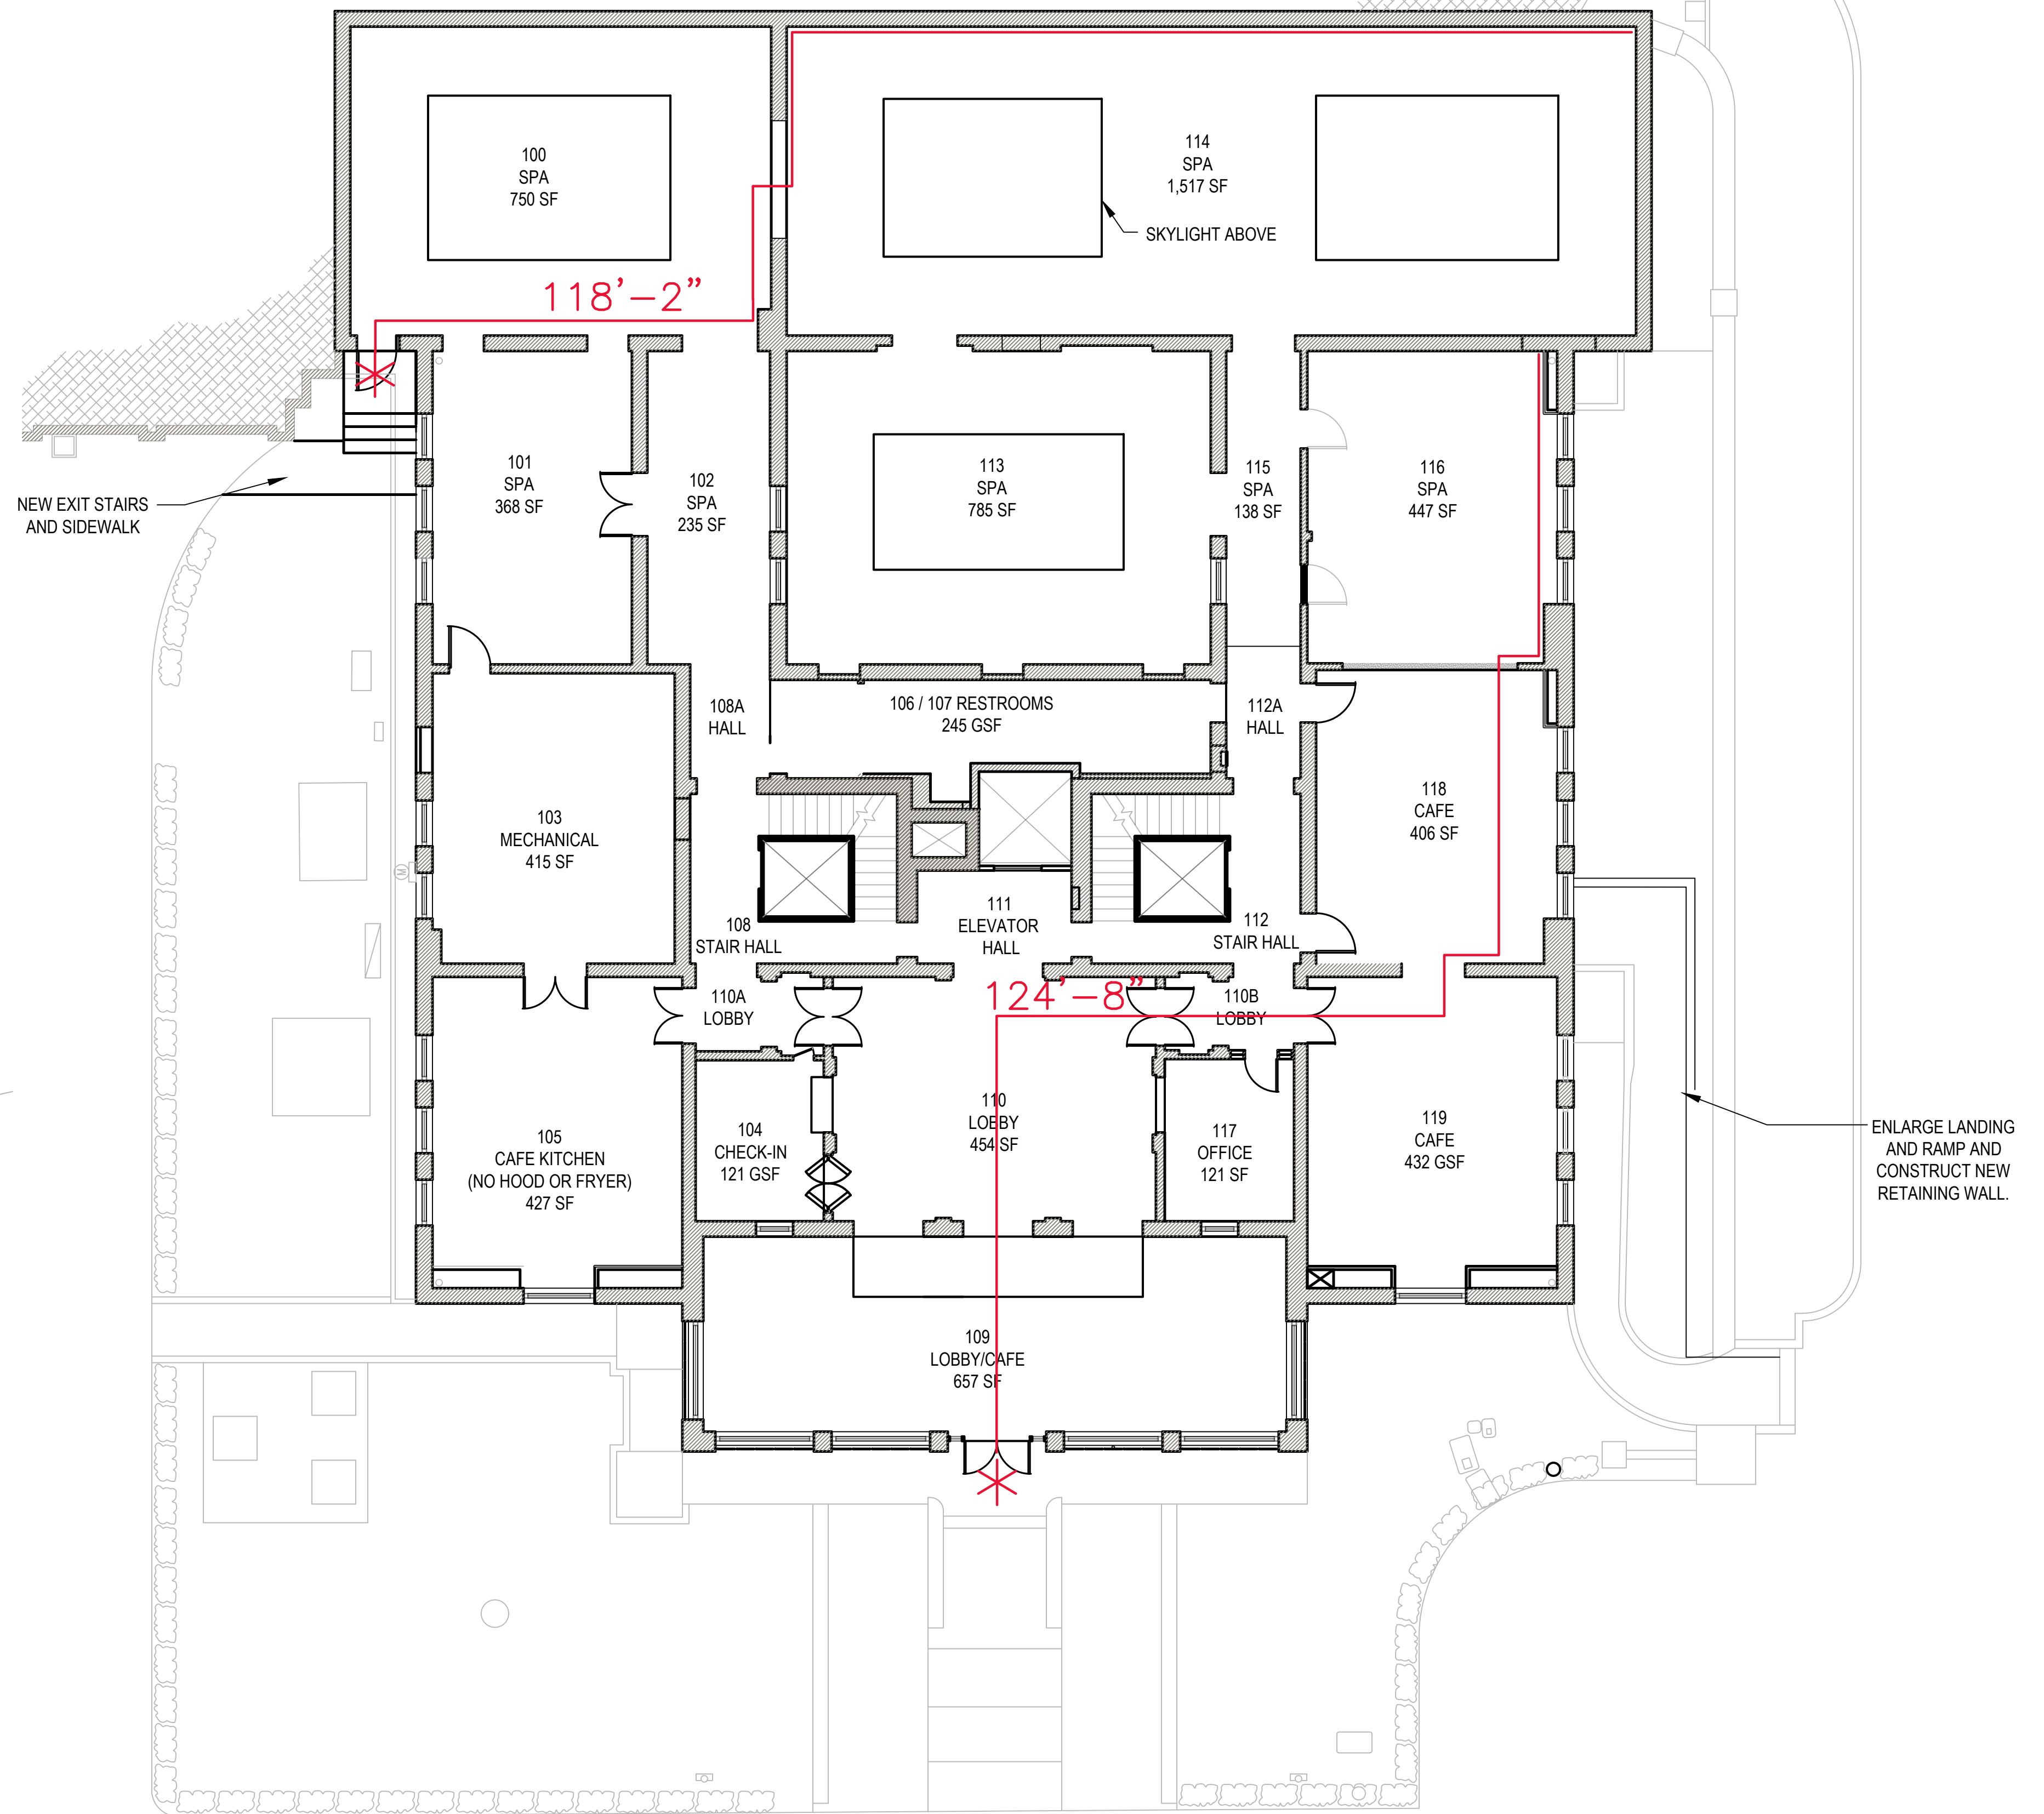 100
SPA
750 SF
114
SPA
1,517 SF
SKYLIGHT ABOVE
118'-2"
NEW EXIT STAIRS
AND SIDEWALK
101
SPA
368 SF
102
SPA
235 SF
113
SPA
785 SF
115
SPA
138 SF
116
SPA
447 SF
108A
HALL
106 / 107 RESTROOMS
245 GSF
112A
HALL
103
MECHANICAL
415 SF
118
CAFE
406 SF
M
108
STAIR HALL
111
ELEVATOR
HALL
112
STAIR HALL
110A
LOBBY
124'-8"
110B
LOBBY
105
CAFE KITCHEN
(NO HOOD OR FRYER)
427 SF
104
CHECK-IN
121 GSF
110
LOBBY
454 SF
117
OFFICE
121 SF
119
CAFE
432 GSF
ENLARGE LANDING
AND RAMP AND
CONSTRUCT NEW
RETAINING WALL.
109
LOBBY/CAFE
657 SF